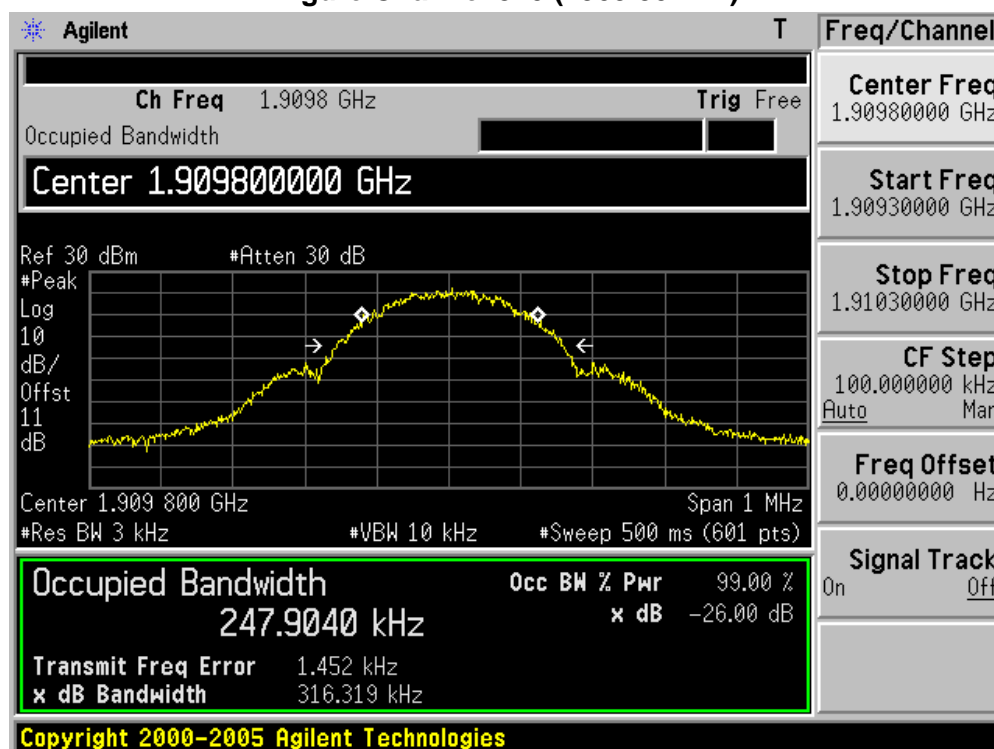 Agilent T
Freq/Channel
Ch Freq 1.9098 GHz Trig Free
Occupied Bandwidth
Center 1.909800000 GHz
Ref 30 dBm #Atten 30 dB
#Peak
Log
10
dB/
Offst
11
dB
Center 1.909 800 GHz Span 1 MHz
#Res BW 3 kHz #VBW 10 kHz #Sweep 500 ms (601 pts)
Occupied Bandwidth Occ BW % Pwr 99.00 %
247.9040 kHz x dB -26.00 dB
Transmit Freq Error 1.452 kHz
x dB Bandwidth 316.319 kHz
Copyright 2000-2005 Agilent Technologies
Center Freq
1.90980000 GHz
Start Freq
1.90930000 GHz
Stop Freq
1.91030000 GHz
CF Step
100.000000 kHz
Auto Man
Freq Offset
0.00000000 Hz
Signal Track
On Off